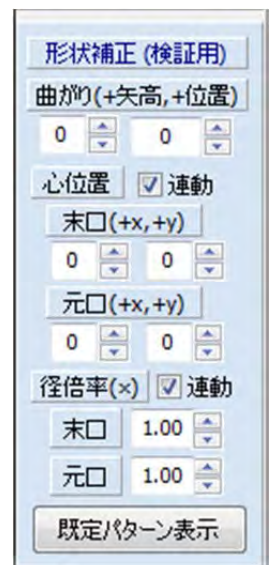 形状補正 (検証用)
曲がり(+矢高,+位置)
0 0
心位置 連動
末口(+x,+y)
0 0
元口(+x,+y)
0 0
径倍率(×) 連動
末口 1.00
元口 1.00
既定パターン表示